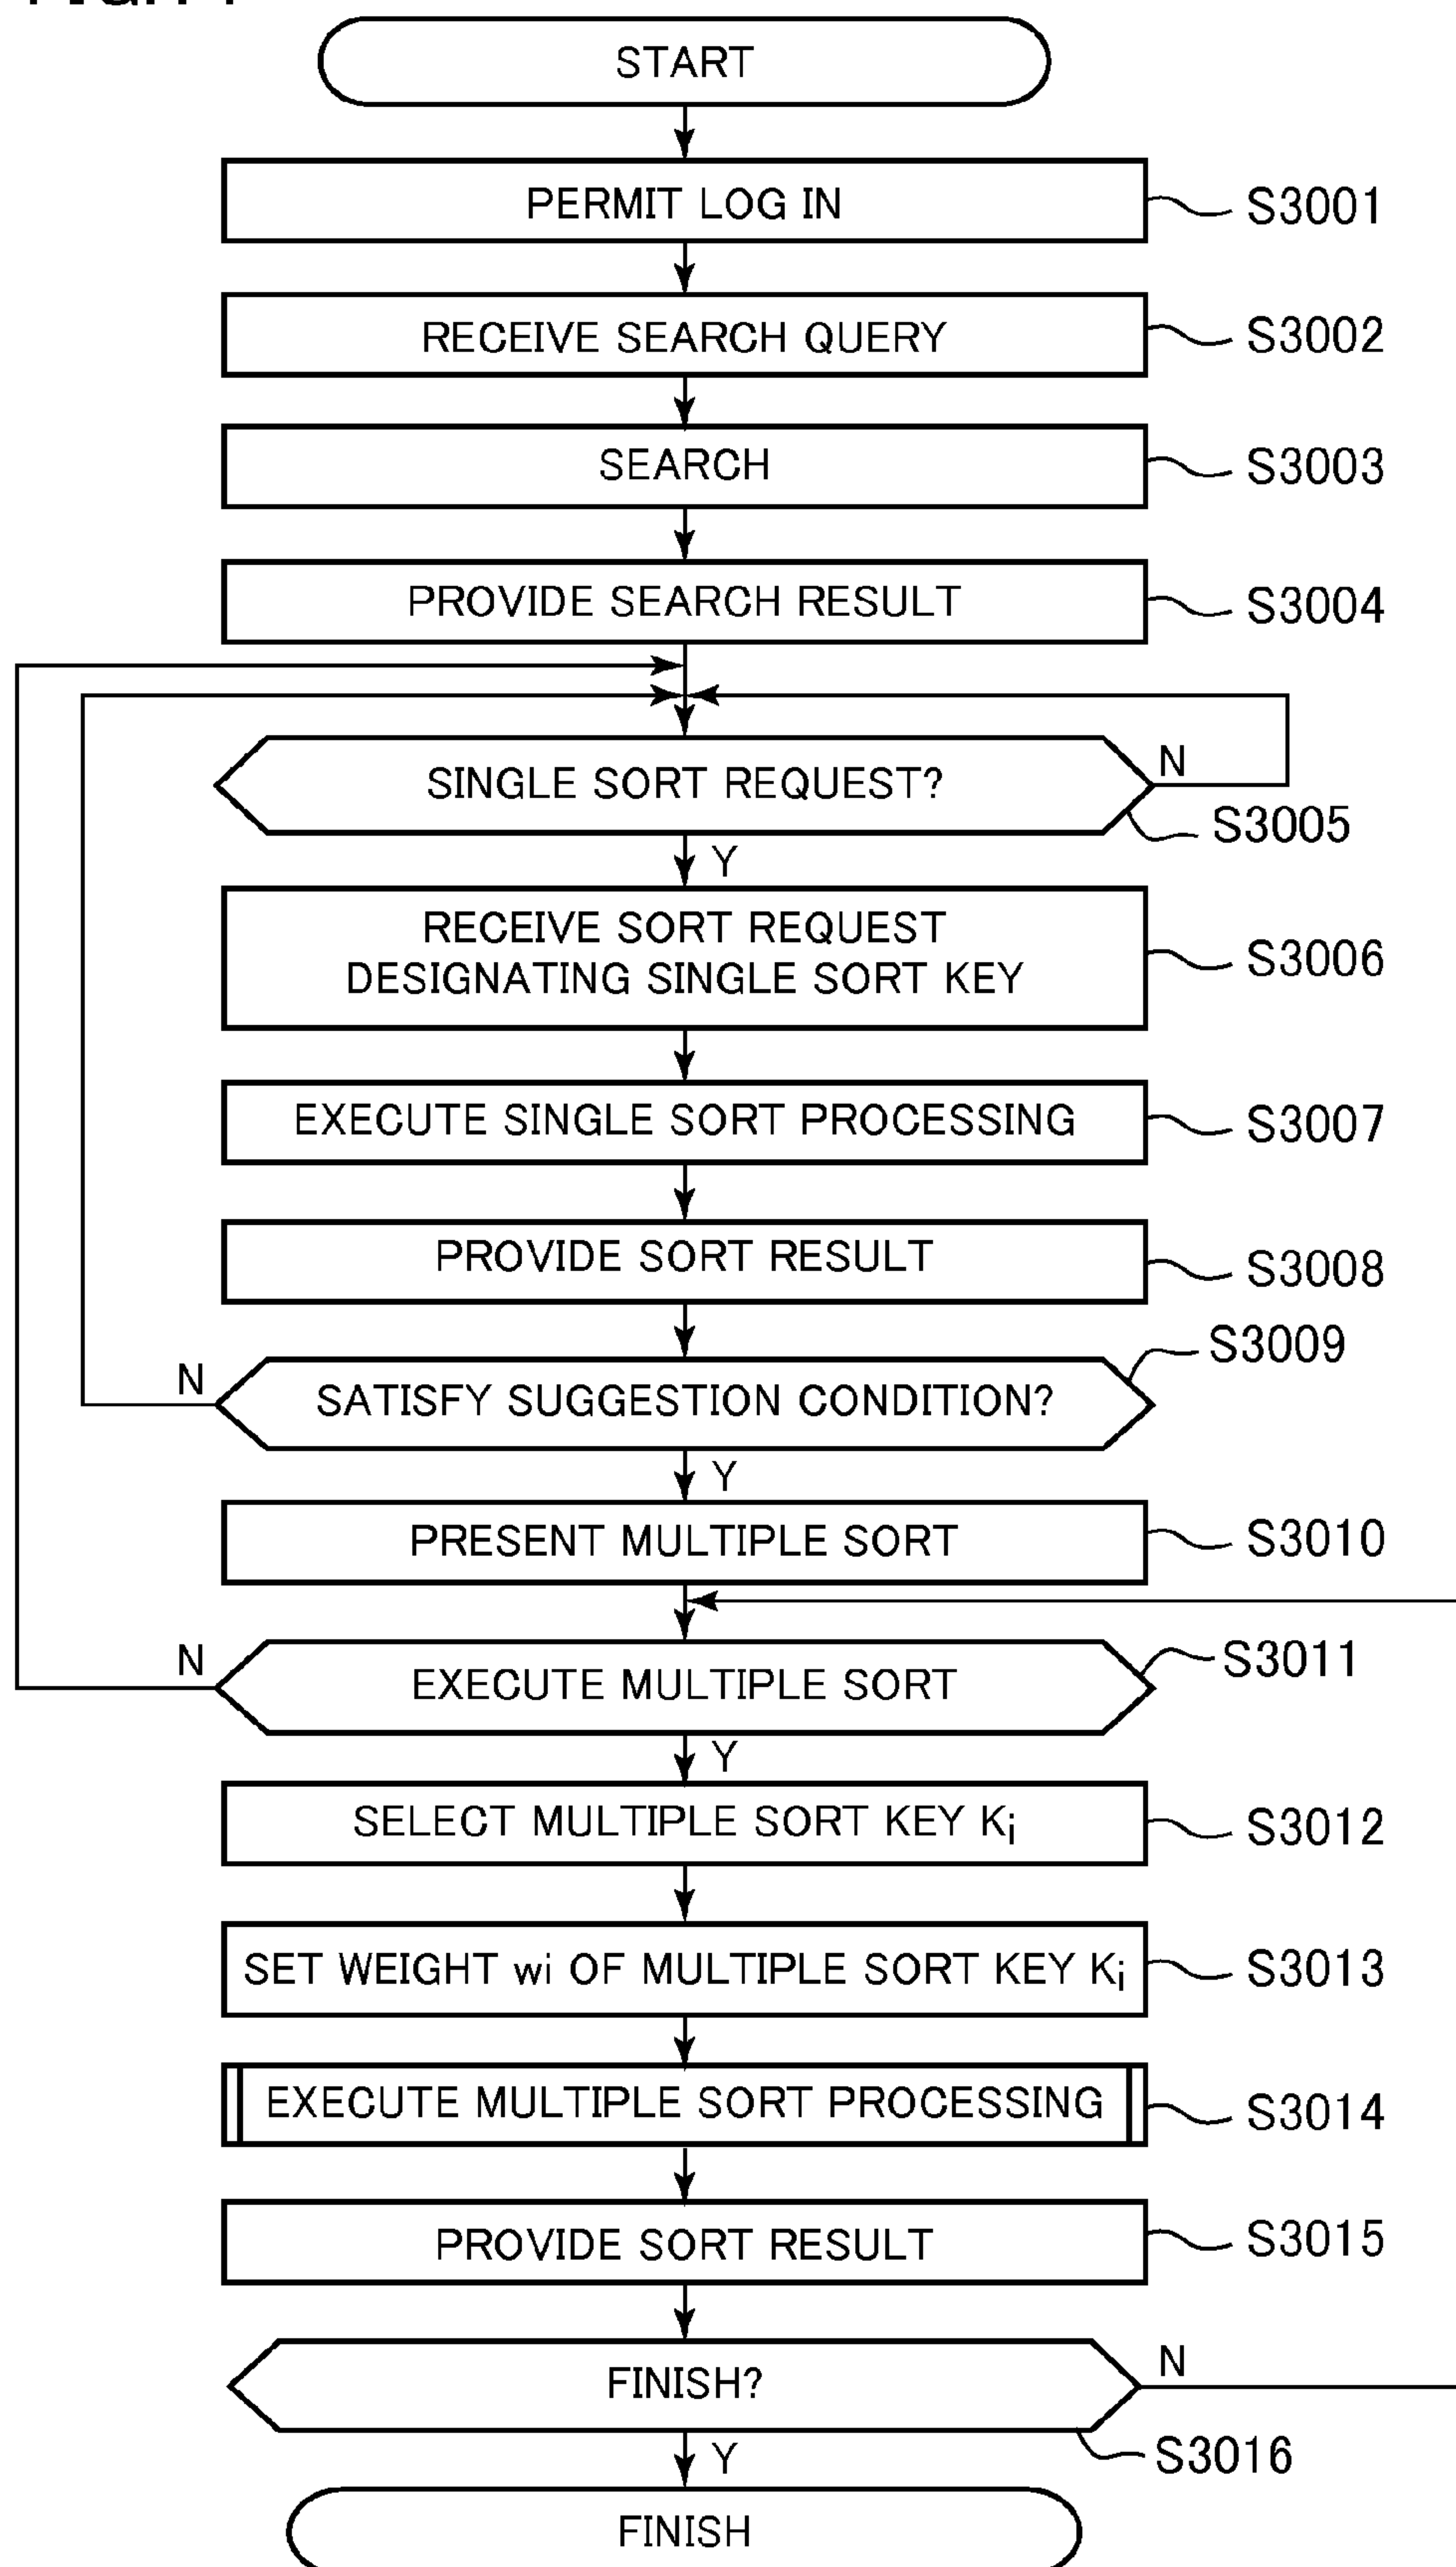 START
PERMIT LOG IN
S3001
RECEIVE SEARCH QUERY
S3002
SEARCH
S3003
PROVIDE SEARCH RESULT
S3004
SINGLE SORT REQUEST?
N
S3005
Y
RECEIVE SORT REQUEST
DESIGNATING SINGLE SORT KEY
S3006
EXECUTE SINGLE SORT PROCESSING
S3007
PROVIDE SORT RESULT
S3008
S3009
N
SATISFY SUGGESTION CONDITION?
Y
PRESENT MULTIPLE SORT
S3010
N
EXECUTE MULTIPLE SORT
S3011
Y
SELECT MULTIPLE SORT KEY Ki
S3012
SET WEIGHT wi OF MULTIPLE SORT KEY Ki
S3013
EXECUTE MULTIPLE SORT PROCESSING
S3014
PROVIDE SORT RESULT
S3015
FINISH?
N
S3016
Y
FINISH